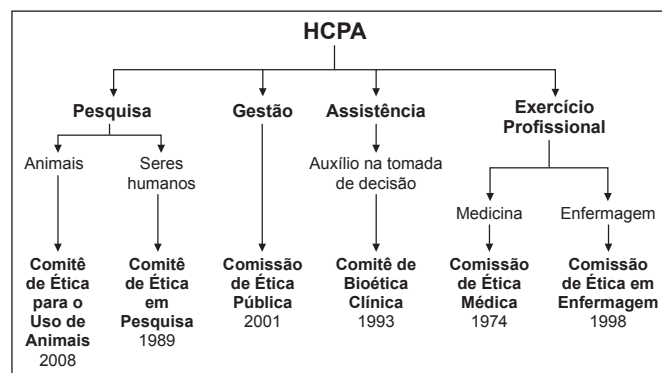 HCPA
Pesquisa
Gestão
Assistência
Exercício
Profissional
Animais
Seres
humanos
Auxílio na tomada
de decisão
Medicina
Enfermagem
Comitê
de Ética
para o
Uso de
Animais
2008
Comitê
de Ética
em
Pesquisa
1989
Comissão
de Ética
Pública
2001
Comitê de
Bioética
Clínica
1993
Comissão
de Ética
Médica
1974
Comissão
de Ética em
Enfermagem
1998